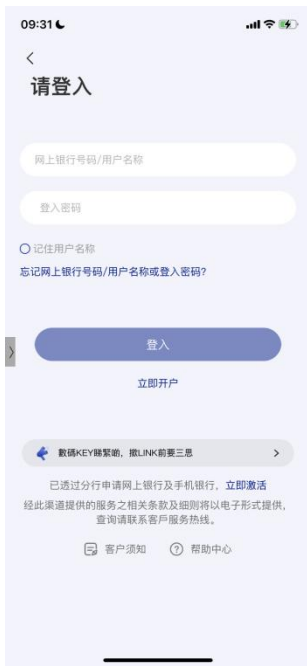 09:31
请登入
网上银行号码/用户名称
登入密码
记住用户名称
忘记网上银行号码/用户名称或登入密码?
登入
立即开户
數碼KEY睇緊啲，撳LINK前要三思
已透过分行申请网上银行及手机银行，立即激活
经此渠道提供的服务之相关条款及细则将以电子形式提供，
查询请联系客戶服务热线。
客户须知
帮助中心